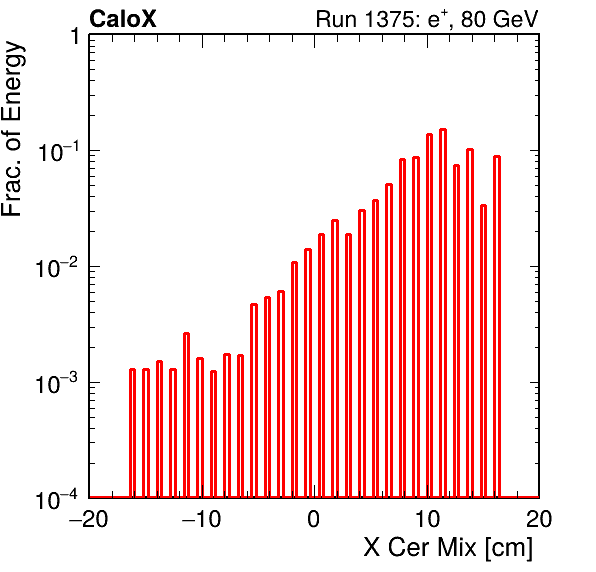 CaloX Run 1375: e⁺, 80 GeV
Frac. of Energy
1
10⁻¹
10⁻²
10⁻³
10⁻⁴
−20 −10 0 10 20
X Cer Mix [cm]